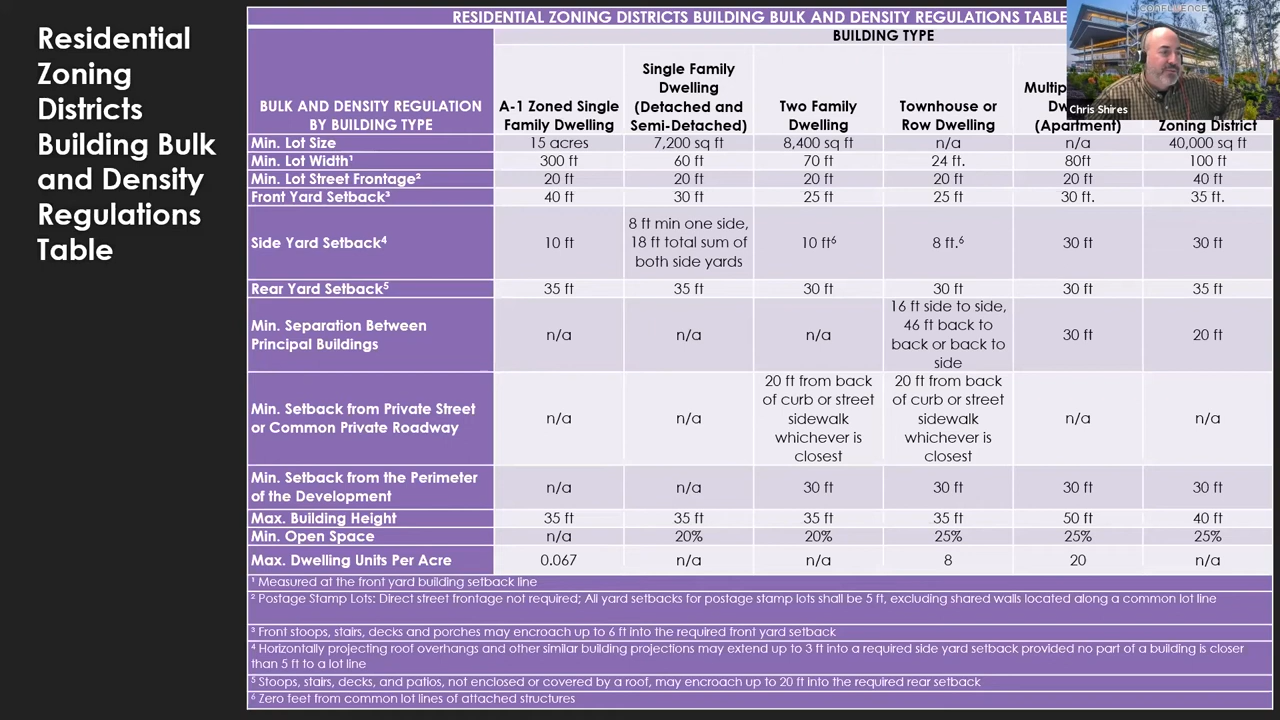 Residential
Zoning
Districts
Building Bulk
and Density
Regulations
Table
RESIDENTIAL ZONING DISTRICTS BUILDING BULK AND DENSITY REGULATIONS TABLE
BUILDING TYPE
BULK AND DENSITY REGULATION
BY BUILDING TYPE
A-1 Zoned Single
Family Dwelling
Single Family
Dwelling
(Detached and
Semi-Detached)
Two Family
Dwelling
Townhouse or
Row Dwelling
(Apartment)
Zoning District
CONFLUENCE
Chris Shires
Min. Lot Size 15 acres 7,200 sq ft 8,400 sq ft n/a n/a 40,000 sq ft
Min. Lot Width¹ 300 ft 60 ft 70 ft 24 ft. 80ft 100 ft
Min. Lot Street Frontage² 20 ft 20 ft 20 ft 20 ft 20 ft 40 ft
Front Yard Setback³ 40 ft 30 ft 25 ft 25 ft 30 ft. 35 ft.
Side Yard Setback⁴
10 ft
8 ft min one side,
18 ft total sum of
both side yards
10 ft⁶
8 ft.⁶
30 ft
30 ft
Rear Yard Setback⁵ 35 ft 35 ft 30 ft 30 ft 30 ft 35 ft
Min. Separation Between
Principal Buildings
n/a
n/a
n/a
16 ft side to side,
46 ft back to
back or back to
side
30 ft
20 ft
Min. Setback from Private Street
or Common Private Roadway
n/a
n/a
20 ft from back
of curb or street
sidewalk
whichever is
closest
20 ft from back
of curb or street
sidewalk
whichever is
closest
n/a
n/a
Min. Setback from the Perimeter
of the Development
n/a
n/a
30 ft
30 ft
30 ft
30 ft
Max. Building Height 35 ft 35 ft 35 ft 35 ft 50 ft 40 ft
Min. Open Space n/a 20% 20% 25% 25% 25%
Max. Dwelling Units Per Acre 0.067 n/a n/a 8 20 n/a
¹ Measured at the front yard building setback line
² Postage Stamp Lots: Direct street frontage not required; All yard setbacks for postage stamp lots shall be 5 ft, excluding shared walls located along a common lot line
³ Front stoops, stairs, decks and porches may encroach up to 6 ft into the required front yard setback
⁴ Horizontally projecting roof overhangs and other similar building projections may extend up to 3 ft into a required side yard setback provided no part of a building is closer
than 5 ft to a lot line
⁵ Stoops, stairs, decks, and patios, not enclosed or covered by a roof, may encroach up to 20 ft into the required rear setback
⁶ Zero feet from common lot lines of attached structures